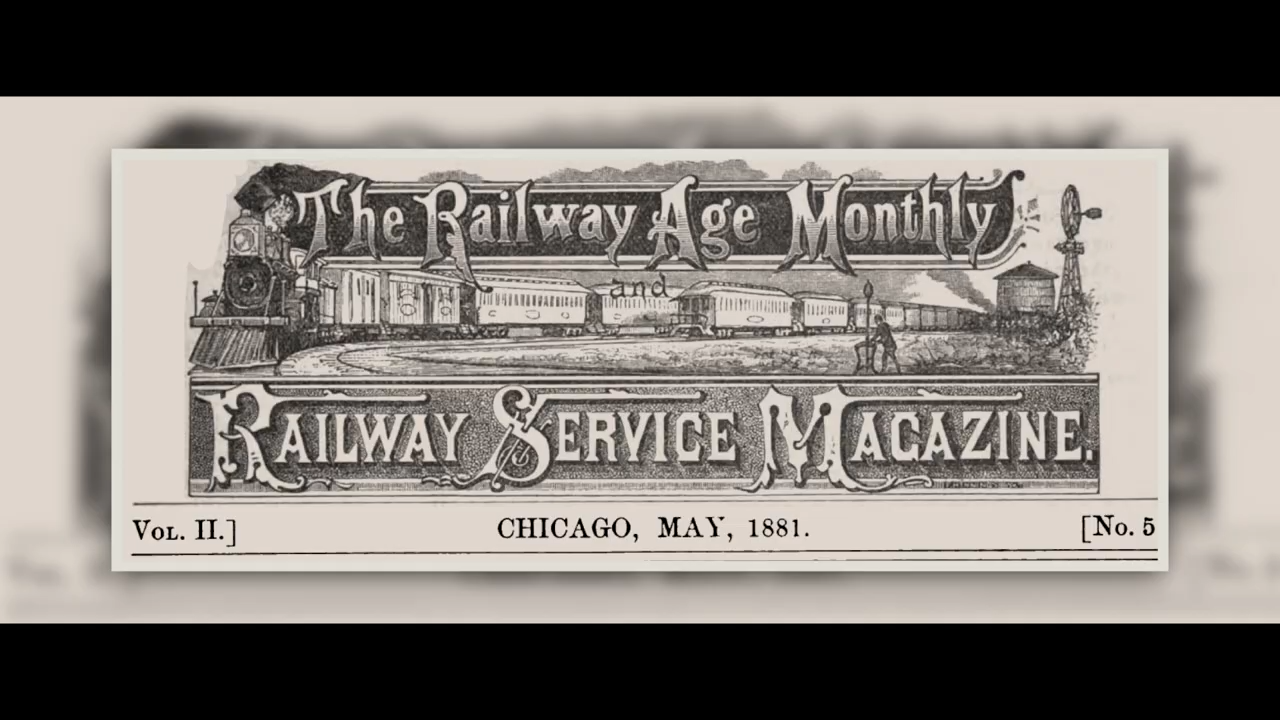 The Railway Age Monthly
and
RAILWAY SERVICE MAGAZINE.
VOL. II.]
CHICAGO, MAY, 1881.
[No. 5